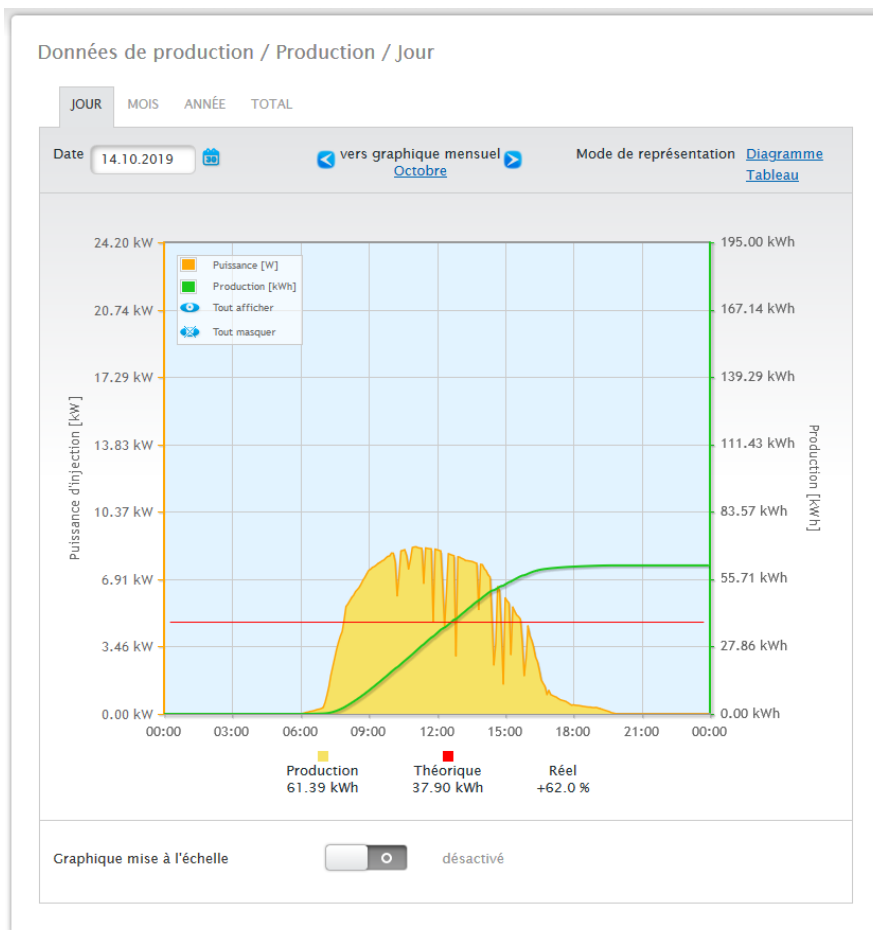 Données de production / Production / Jour
JOUR MOIS ANNÉE TOTAL
Date 14.10.2019 30 vers graphique mensuel Mode de représentation Diagramme
Octobre Tableau
24.20 kW 195.00 kWh
Puissance [W]
Production [kWh]
Tout afficher
20.74 kW 167.14 kWh
Tout masquer
17.29 kW 139.29 kWh
13.83 kW 111.43 kWh
Puissance d'injection [kW]
Production [kWh]
10.37 kW 83.57 kWh
6.91 kW 55.71 kWh
3.46 kW 27.86 kWh
0.00 kW 0.00 kWh
00:00 03:00 06:00 09:00 12:00 15:00 18:00 21:00 00:00
Production Théorique Réel
61.39 kWh 37.90 kWh +62.0 %
Graphique mise à l'échelle désactivé